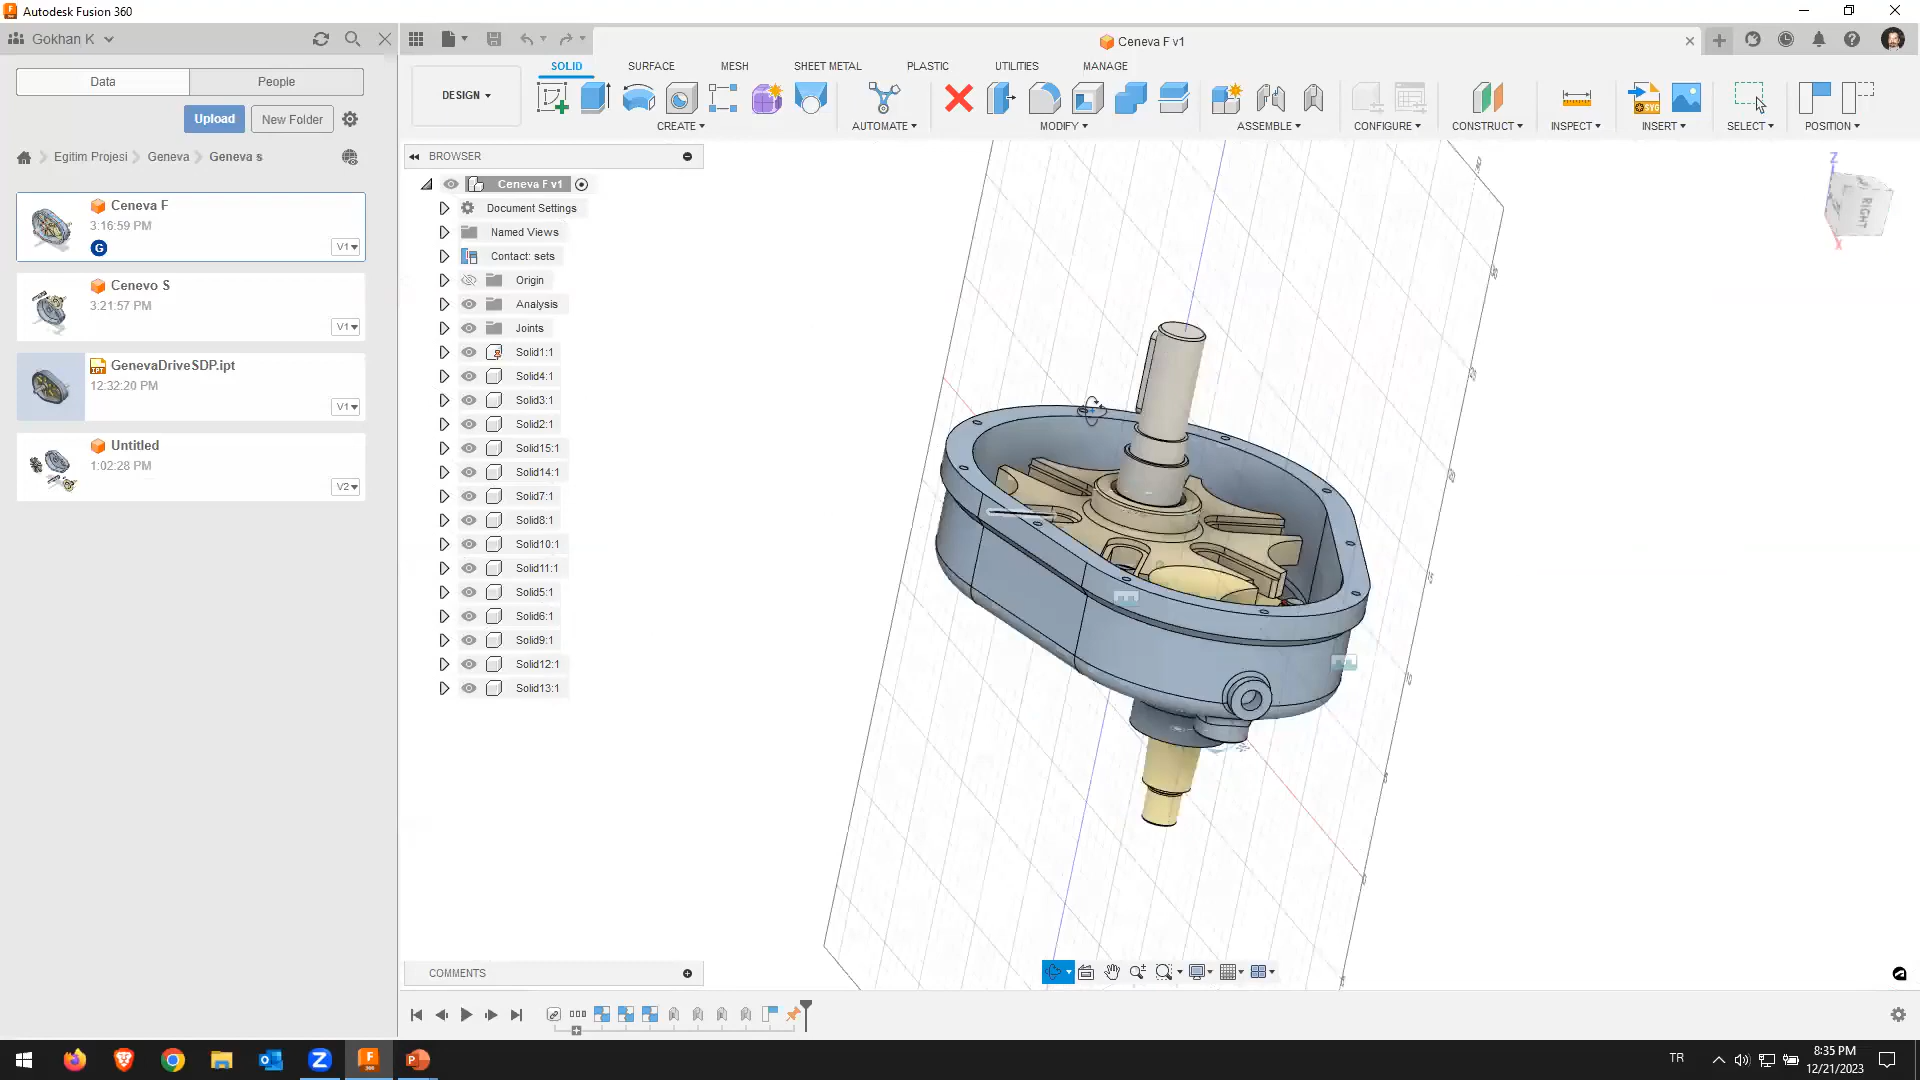 Autodesk Fusion 360
Gokhan K
Ceneva F v1
Data
People
SOLID
SURFACE
MESH
SHEET METAL
PLASTIC
UTILITIES
MANAGE
DESIGN
Upload
New Folder
CREATE
AUTOMATE
MODIFY
ASSEMBLE
CONFIGURE
CONSTRUCT
INSPECT
INSERT
SELECT
POSITION
Egitim Projesi
Geneva
Geneva s
BROWSER
Ceneva F v1
Document Settings
Named Views
Contact: sets
Origin
Analysis
Joints
Solid1:1
Solid4:1
Solid3:1
Solid2:1
Solid15:1
Solid14:1
Solid7:1
Solid8:1
Solid10:1
Solid11:1
Solid5:1
Solid6:1
Solid9:1
Solid12:1
Solid13:1
Ceneva F
3:16:59 PM
G
V1
Cenevo S
3:21:57 PM
V1
GenevaDriveSDP.ipt
12:32:20 PM
V1
Untitled
1:02:28 PM
V2
Z
RIGHT
X
COMMENTS
TR
8:35 PM
12/21/2023